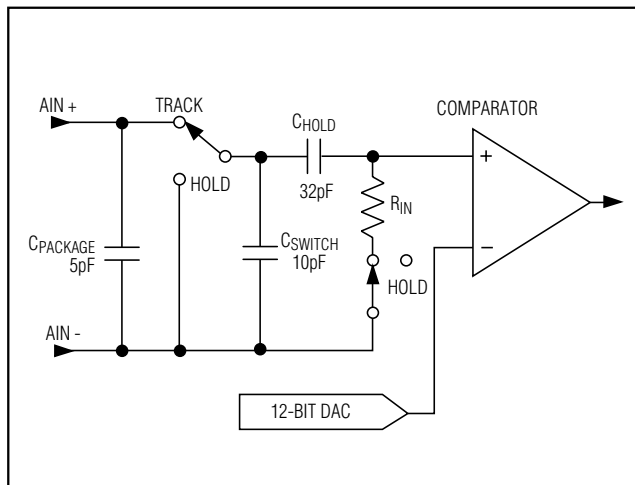 AIN +
TRACK
HOLD
CHOLD
32pF
COMPARATOR
+
−
RIN
CPACKAGE
5pF
CSWITCH
10pF
HOLD
AIN -
12-BIT DAC